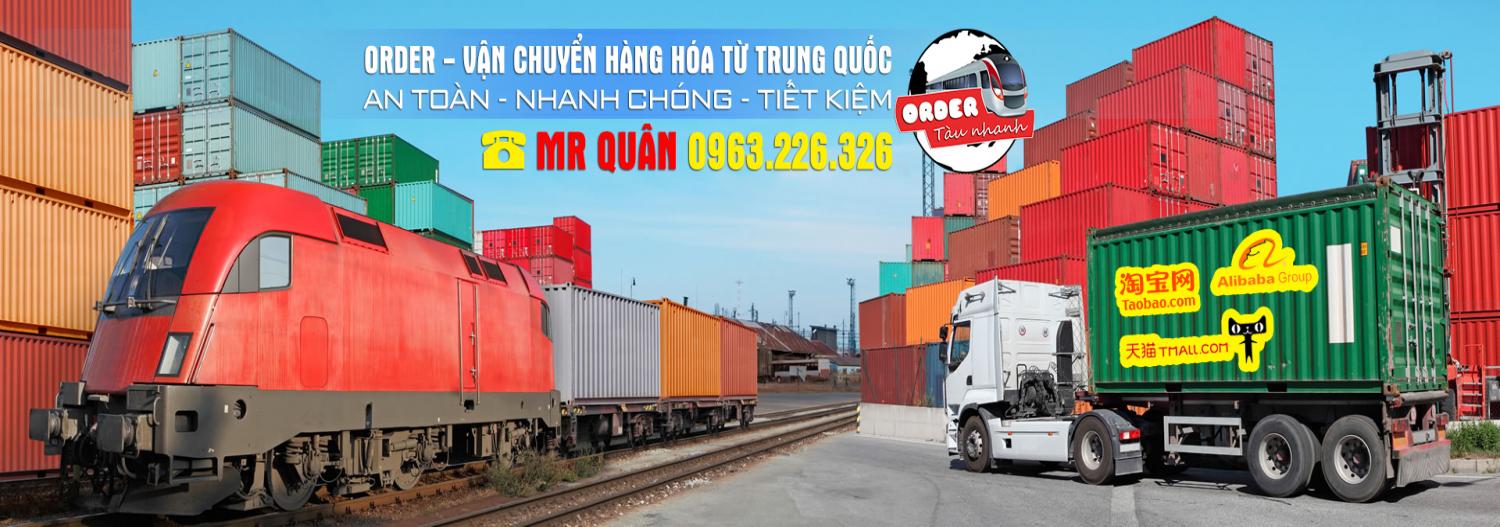 ORDER – VẬN CHUYỂN HÀNG HÓA TỪ TRUNG QUỐC
AN TOÀN - NHANH CHÓNG - TIẾT KIỆM
MR QUÂN 0963.226.326
ORDER
Tàu nhanh
淘宝网
Taobao.com
Alibaba Group
天猫 TMALL.COM